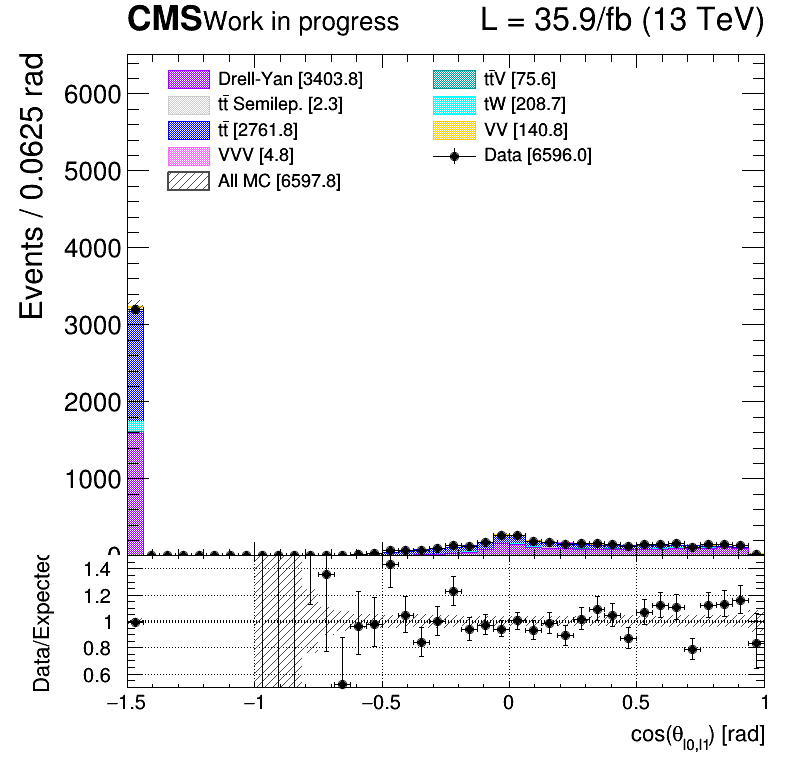 CMS Work in progress L = 35.9/fb (13 TeV)
Events / 0.0625 rad
Drell-Yan [3403.8]
tt̄ Semilep. [2.3]
tt̄ [2761.8]
VVV [4.8]
All MC [6597.8]
tt̄V [75.6]
tW [208.7]
VV [140.8]
Data [6596.0]
6000
5000
4000
3000
2000
1000
0
Data/Expected
1.4
1.2
1
0.8
0.6
−1.5 −1 −0.5 0 0.5 1
cos(θ_{l0,l1}) [rad]